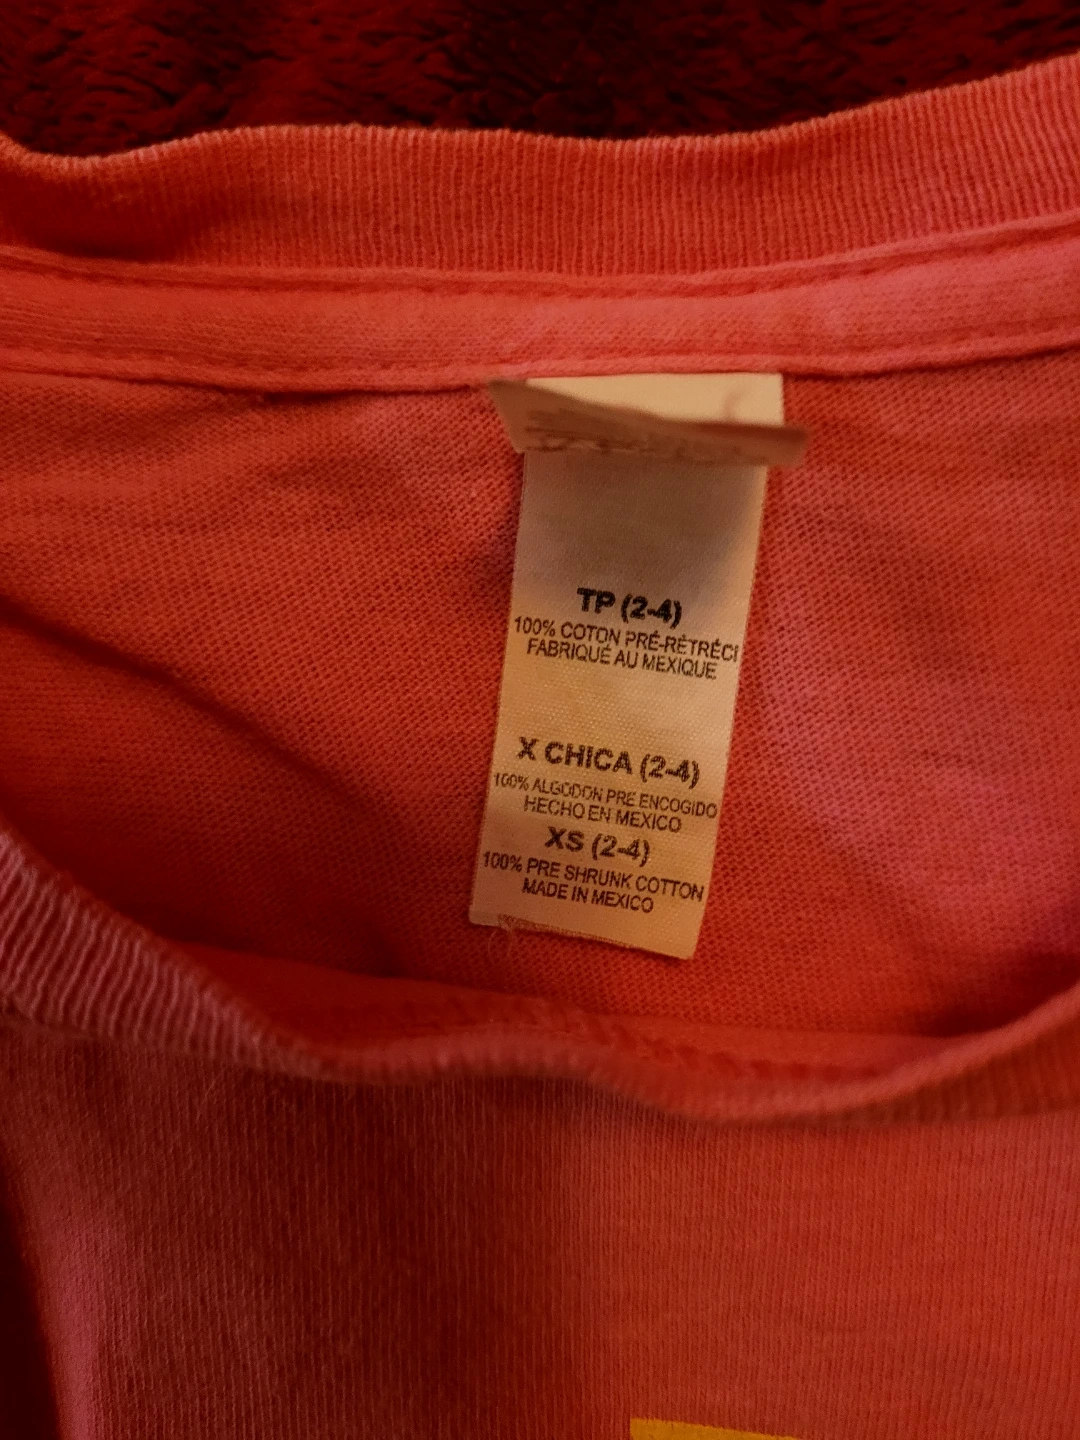 TP (2-4)
100% COTON PRÉ-RÉTRÉCI
FABRIQUÉ AU MEXIQUE
X CHICA (2-4)
100% ALGODON PRE ENCOGIDO
HECHO EN MEXICO
XS (2-4)
100% PRE SHRUNK COTTON
MADE IN MEXICO